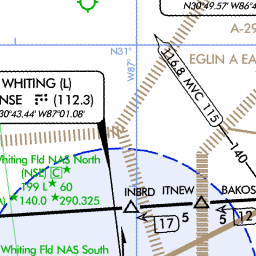 N30°49.57' W86°4
N31°
W87°
A-29
EGLIN A EA
116.8 MVC 115
140
WHITING (L)
NSE (112.3)
30°43.44' W87°01.08'
Whiting Fld NAS North
(NSE) C
199 L 60
140.0 290.325
INBRD
ITNEW
BAKOS
17
5
5
12
Whiting Fld NAS South